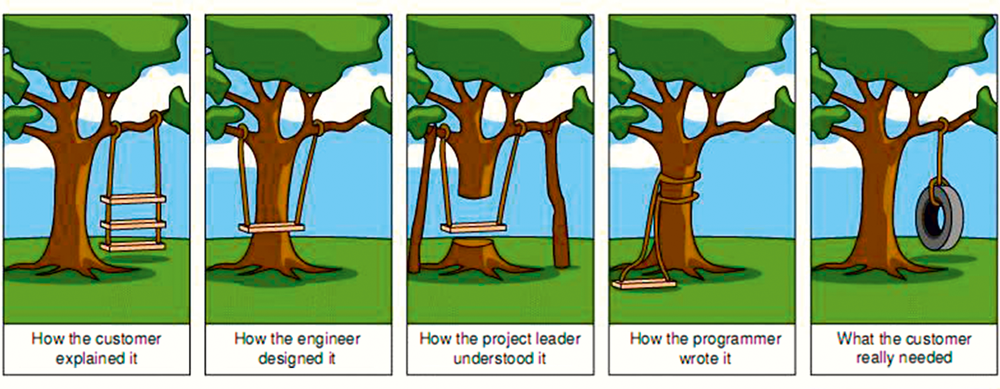 How the customer
explained it
How the engineer
designed it
How the project leader
understood it
How the programmer
wrote it
What the customer
really needed